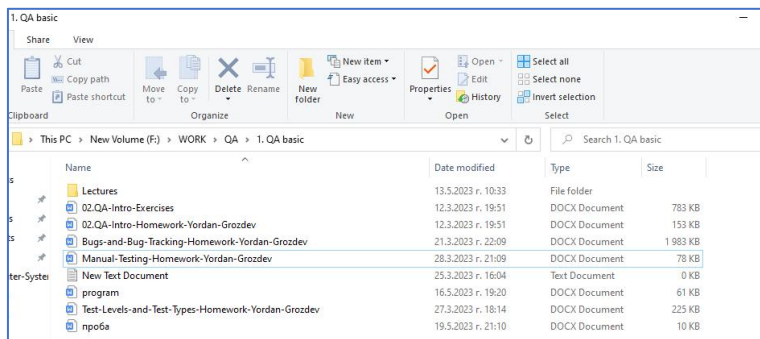 1. QA basic
Share View
Cut
Copy path
Paste shortcut
Paste
Move to
Copy to
Delete
Rename
New folder
New item
Easy access
Properties
Open
Edit
History
Select all
Select none
Invert selection
Clipboard Organize New Open Select
This PC > New Volume (F:) > WORK > QA > 1. QA basic
Search 1. QA basic
Name Date modified Type Size
Lectures 13.5.2023 г. 10:33 File folder
02.QA-Intro-Exercises 12.3.2023 г. 19:51 DOCX Document 783 KB
02.QA-Intro-Homework-Yordan-Grozdev 12.3.2023 г. 19:51 DOCX Document 153 KB
Bugs-and-Bug-Tracking-Homework-Yordan-Grozdev 21.3.2023 г. 22:09 DOCX Document 1 983 KB
Manual-Testing-Homework-Yordan-Grozdev 28.3.2023 г. 21:09 DOCX Document 78 KB
New Text Document 25.3.2023 г. 16:04 Text Document 0 KB
program 16.5.2023 г. 19:20 DOCX Document 61 KB
Test-Levels-and-Test-Types-Homework-Yordan-Grozdev 27.3.2023 г. 18:14 DOCX Document 225 KB
проба 19.5.2023 г. 21:10 DOCX Document 10 KB